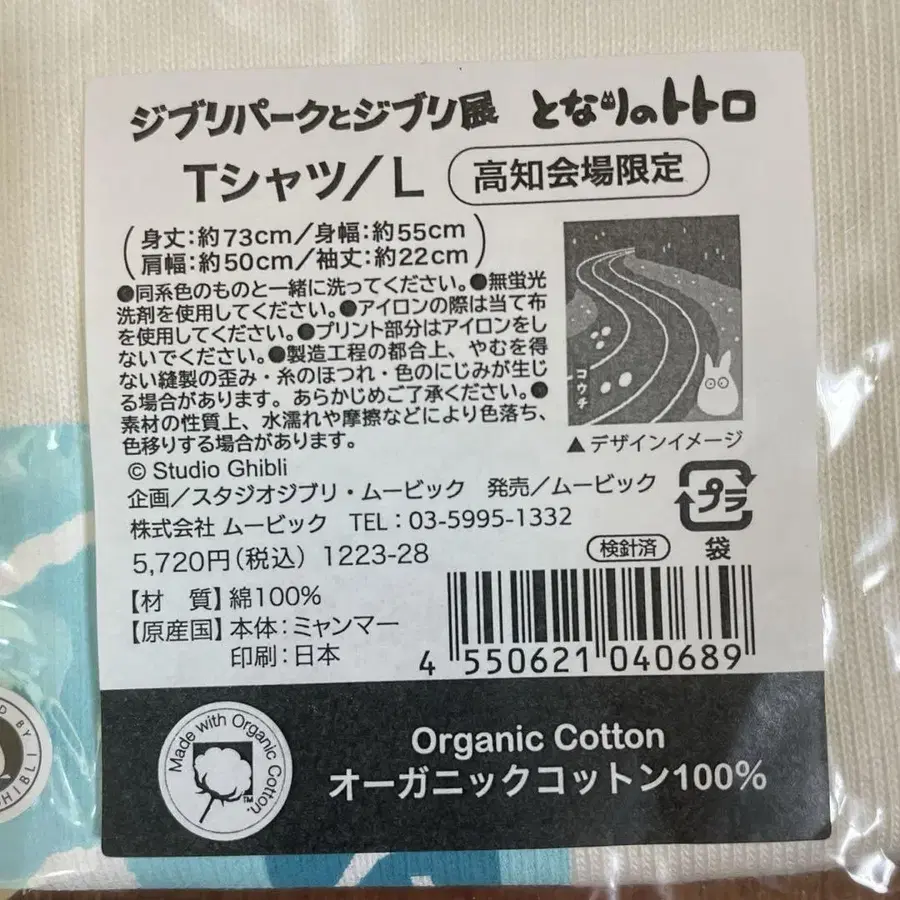 ジブリパークとジブリ展 となりのトトロ
Tシャツ/L 高知会場限定
(身丈:約73cm/身幅:約55cm
肩幅:約50cm/袖丈:約22cm)
●同系色のものと一緒に洗ってください。●無蛍光
洗剤を使用してください。●アイロンの際は当て布
を使用してください。●プリント部分はアイロンをし
ないでください。●製造工程の都合上、やむを得
ない縫製の歪み・糸のほつれ・色のにじみが生じ
る場合があります。あらかじめご了承ください。●
素材の性質上、水濡れや摩擦などにより色落ち、
色移りする場合があります。
コウチ
▲デザインイメージ
© Studio Ghibli
企画/スタジオジブリ・ムービック 発売/ムービック
株式会社 ムービック TEL:03-5995-1332
5,720円(税込) 1223-28
検針済
プラ
袋
【材 質】綿100%
【原産国】本体:ミャンマー
印刷:日本
4 550621 040689
Made with Organic Cotton.™
Organic Cotton
オーガニックコットン100%